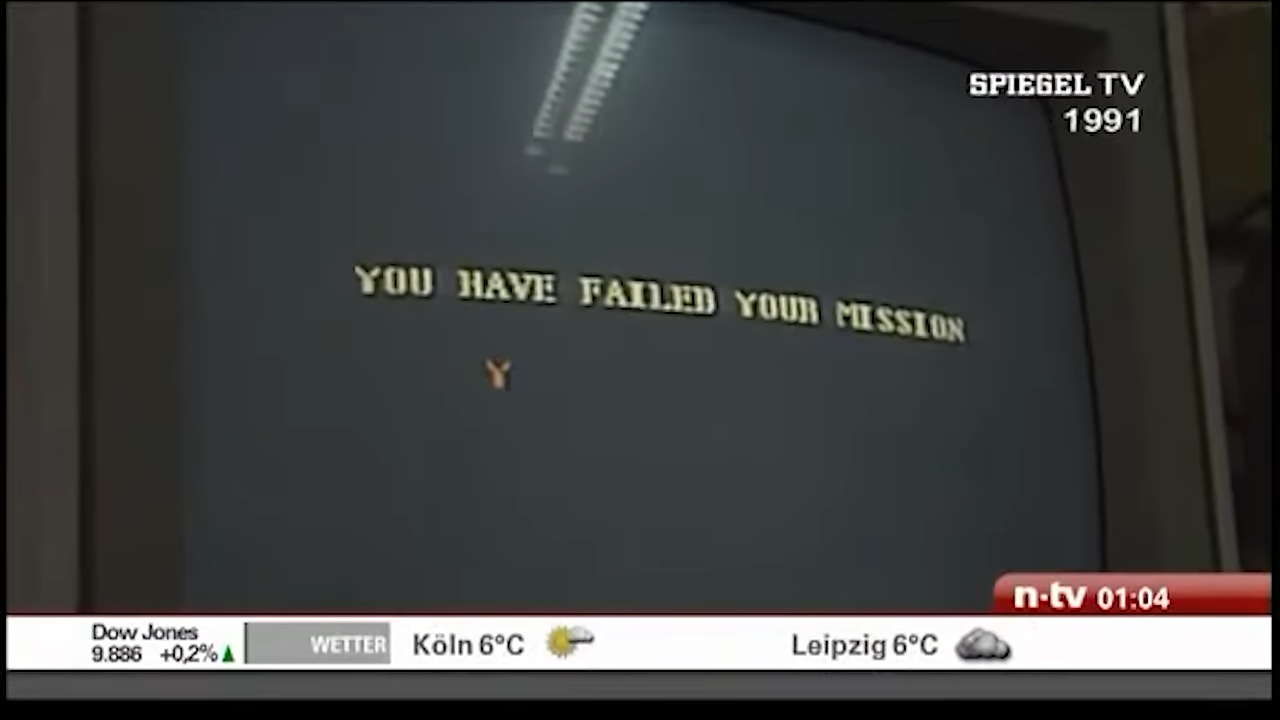 SPIEGEL TV
1991
YOU HAVE FAILED YOUR MISSION
n-tv 01:04
Dow Jones
9.886 +0,2%
WETTER
Köln 6°C
Leipzig 6°C